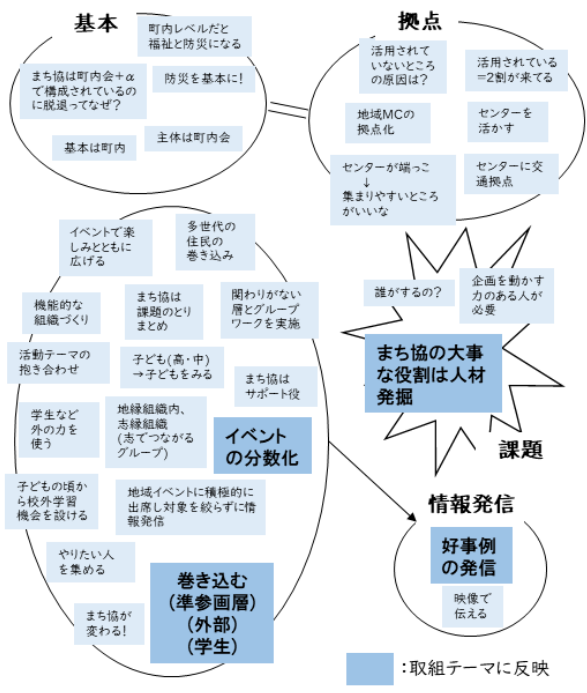 基本
町内レベルだと
福祉と防災になる
まち協は町内会＋α
で構成されているの
に脱退ってなぜ？
防災を基本に！
基本は町内
主体は町内会
拠点
活用されて
いないところ
の原因は？
活用されている
＝2割が来てる
地域MCの
拠点化
センターを
活かす
センターが端っこ
↓
集まりやすいところ
がいいな
センターに交
通拠点
イベントで楽
しみとともに
広げる
多世代の
住民の
巻き込み
機能的な
組織づくり
まち協は
課題のとり
まとめ
関わりがない
層とグループ
ワークを実施
活動テーマの
抱き合わせ
子ども(高・中)
→子どもをみる
まち協は
サポート役
学生など
外の力を
使う
地縁組織内、
志縁組織
(志でつながる
グループ)
イベント
の分散化
子どもの頃か
ら校外学習
機会を設ける
地域イベントに積極的に
出席し対象を絞らずに情
報発信
やりたい人
を集める
巻き込む
(準参画層)
(外部)
(学生)
まち協が
変わる！
誰がするの？
企画を動かす
力のある人が
必要
まち協の大事
な役割は人材
発掘
課題
情報発信
好事例
の発信
映像で
伝える
：取組テーマに反映